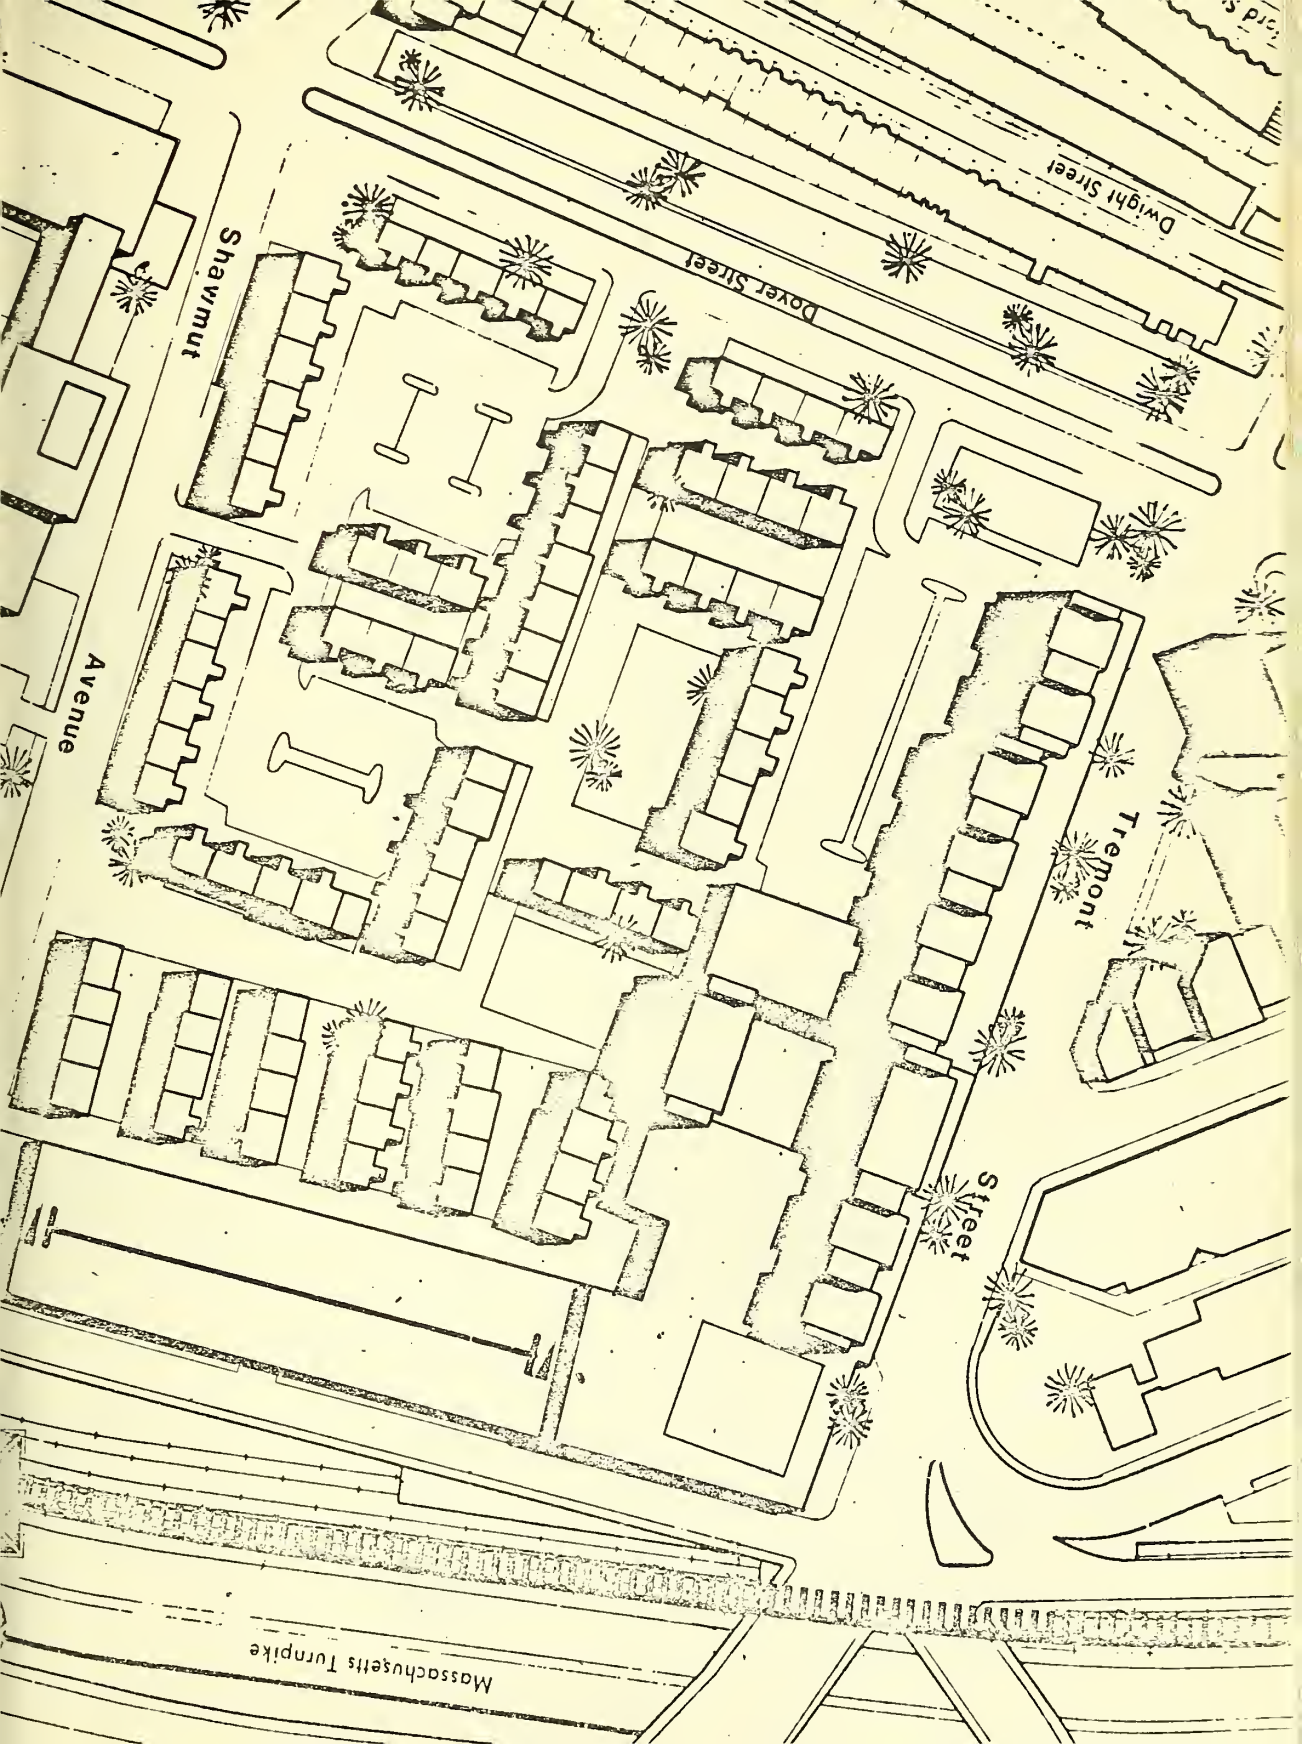 Dwight Street
Dover Street
Shawmut
Avenue
Tremont
Street
Massachusetts Turnpike